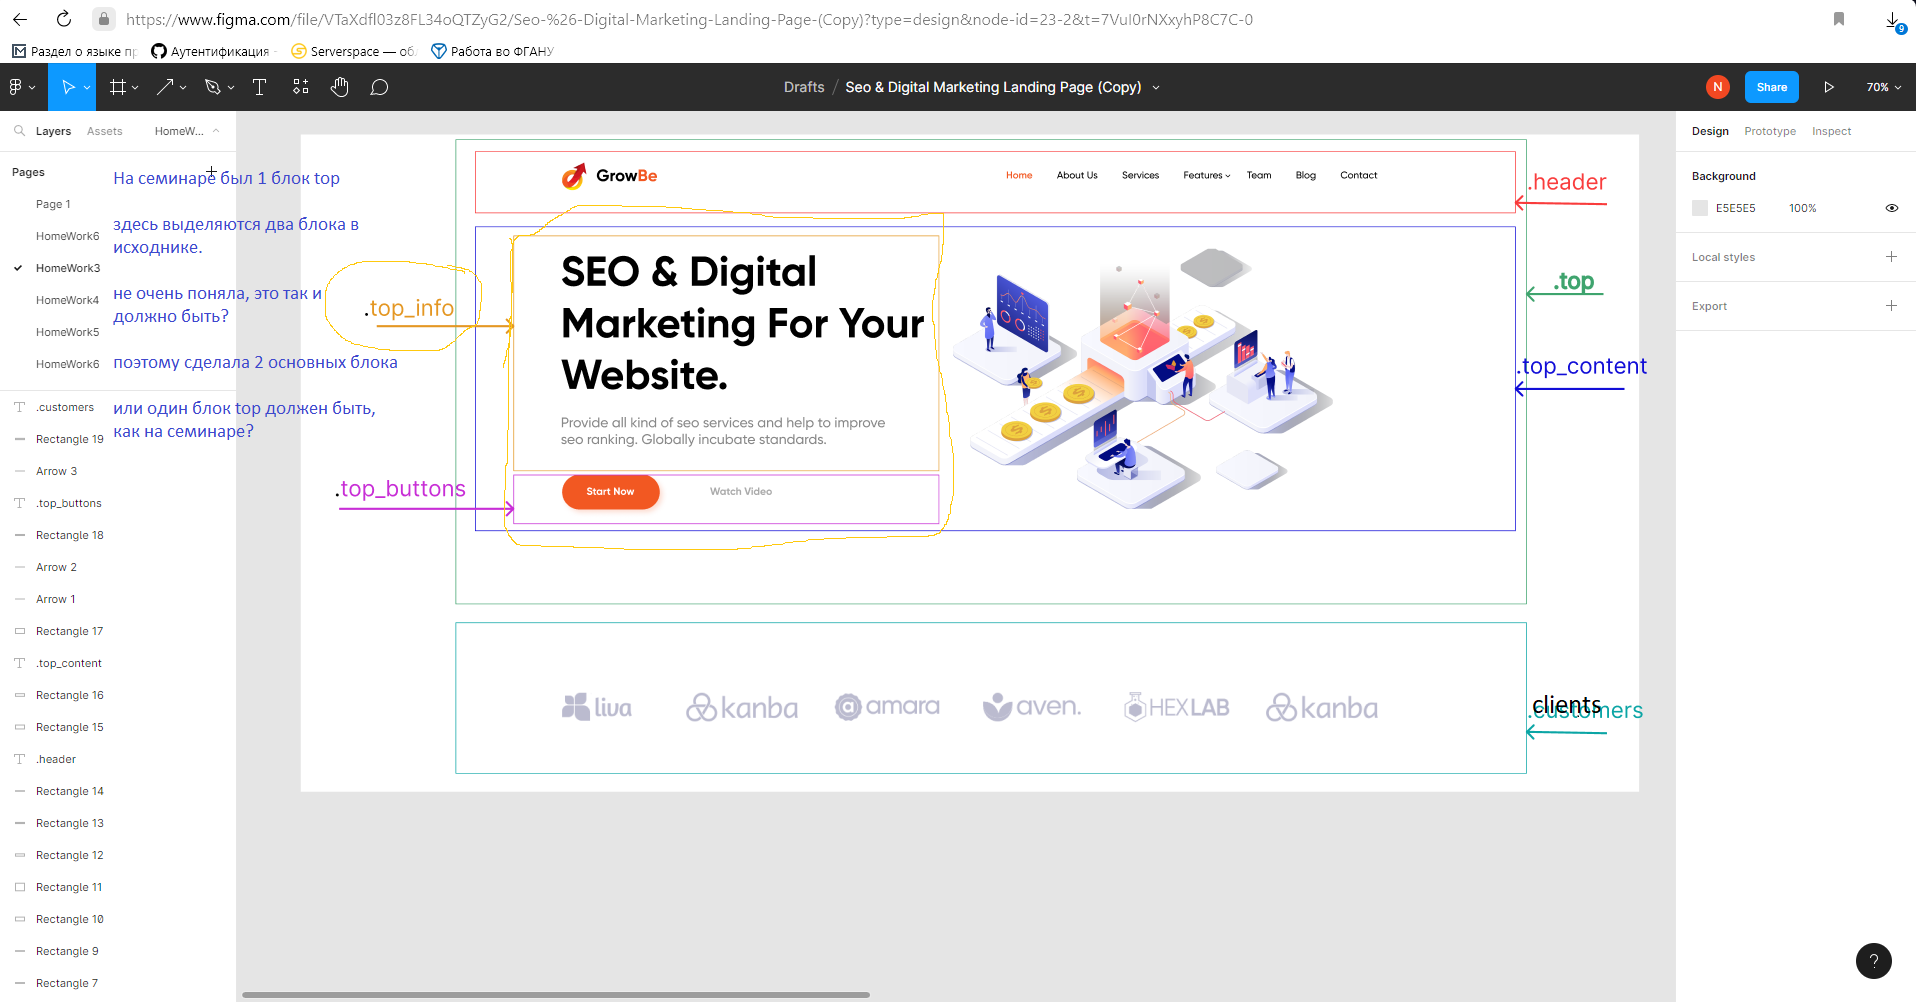 https://www.figma.com/file/VTaXdfl03z8FL34oQTZyG2/Seo-%26-Digital-Marketing-Landing-Page-(Copy)?type=design&node-id=23-2&t=7VuI0rNXxyhP8C7C-0
9
Раздел о языке пр
Аутентификация
Serverspace — об
Работа во ФГАНУ
Drafts / Seo & Digital Marketing Landing Page (Copy)
N
Share
70%
Layers
Assets
HomeW...
Pages
Page 1
HomeWork6
HomeWork3
HomeWork4
HomeWork5
HomeWork6
На семинаре был 1 блок top
здесь выделяются два блока в
исходнике.
не очень поняла, это так и
должно быть?
поэтому сделала 2 основных блока
или один блок top должен быть,
как на семинаре?
.customers
Rectangle 19
Arrow 3
.top_buttons
Rectangle 18
Arrow 2
Arrow 1
Rectangle 17
.top_content
Rectangle 16
Rectangle 15
.header
Rectangle 14
Rectangle 13
Rectangle 12
Rectangle 11
Rectangle 10
Rectangle 9
Rectangle 7
GrowBe
Home
About Us
Services
Features
Team
Blog
Contact
.header
SEO & Digital
Marketing For Your
Website.
Provide all kind of seo services and help to improve
seo ranking. Globally incubate standards.
Start Now
Watch Video
.top_info
.top_buttons
.top
.top_content
liva
kanba
amara
aven.
HEXLAB
kanba
clients
.customers
Design
Prototype
Inspect
Background
E5E5E5
100%
Local styles
Export
?